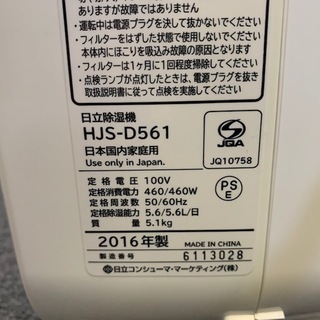 ・運転中は電源プラグを決して抜かないでください
・フィルターをはずした状態で使用しないでください
本体内にほこりを吸込み故障の原因になります
・フィルターは1ヶ月に1回程度掃除してください
・点検ランプが点灯したときは、電源プラグを抜き
取扱説明書に従って点検を実施してください
日立除湿機
HJS-D561
日本国内家庭用
Use only in Japan.
JQA
JQ10758
定格電圧 100V
定格消費電力 460/460W
定格周波数 50/60Hz
定格除湿能力 5.6/5.6L/日
質量 5.1kg
PS
E
2016年製 MADE IN CHINA
製造番号 6113028
日立コンシューマ・マーケティング(株)